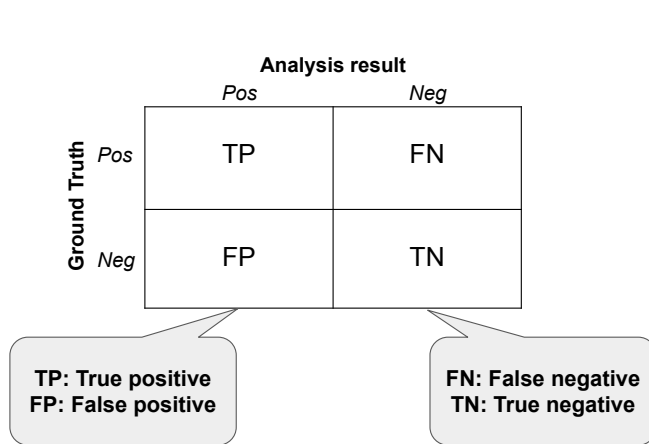 Analysis result
Pos Neg
Ground Truth
Pos TP FN
Neg FP TN
TP: True positive
FP: False positive
FN: False negative
TN: True negative